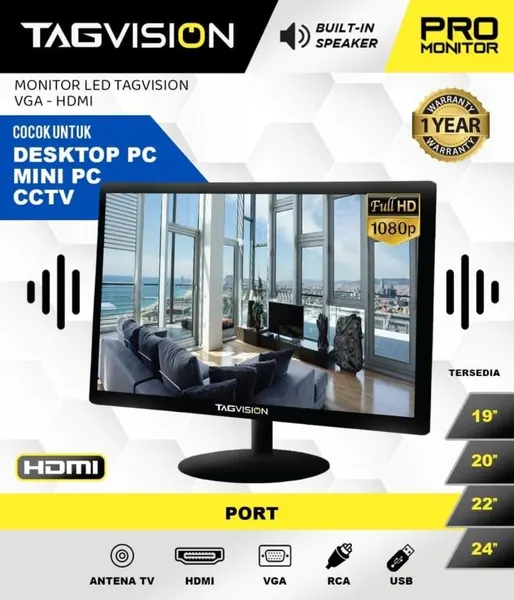 TAGVISION
BUILT-IN
SPEAKER
PRO
MONITOR
MONITOR LED TAGVISION
VGA - HDMI
WARRANTY
1 YEAR
WARRANTY
COCOK UNTUK
DESKTOP PC
MINI PC
CCTV
Full HD
1080p
TAGVISION
TERSEDIA
19"
20"
22"
24"
HDMI
PORT
ANTENA TV
HDMI
VGA
RCA
USB